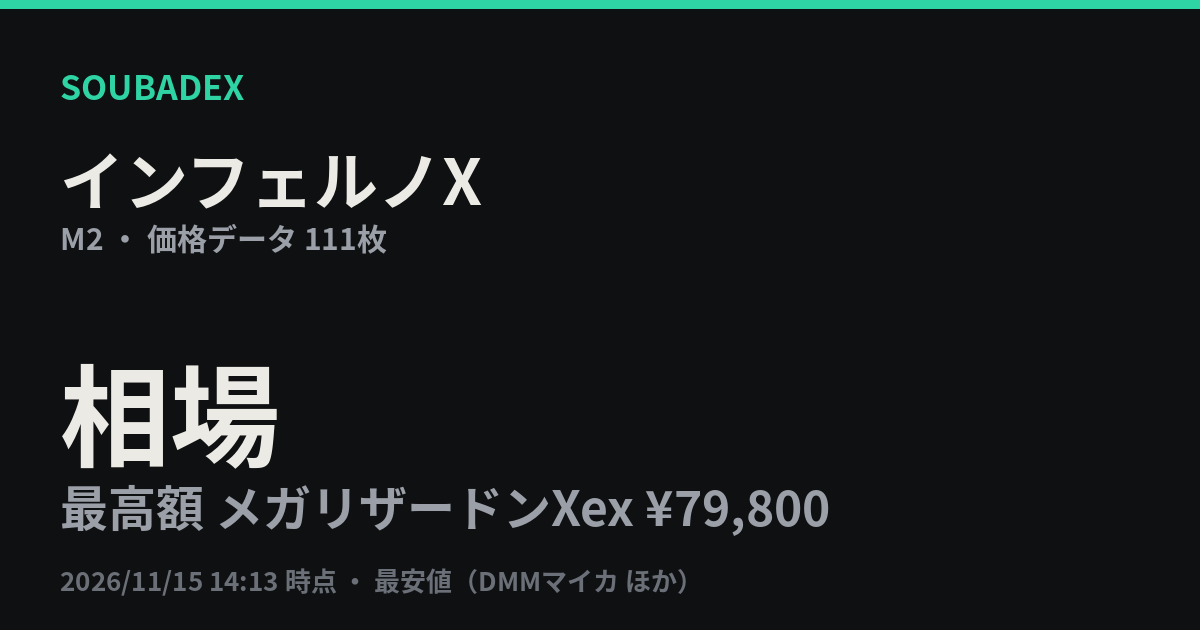 SOUBADEX
インフェルノX
M2 ・ 価格データ 111枚
相場
最高額 メガリザードンXex ¥79,800
2026/11/15 14:13 時点 ・ 最安値（DMMマイカ ほか）